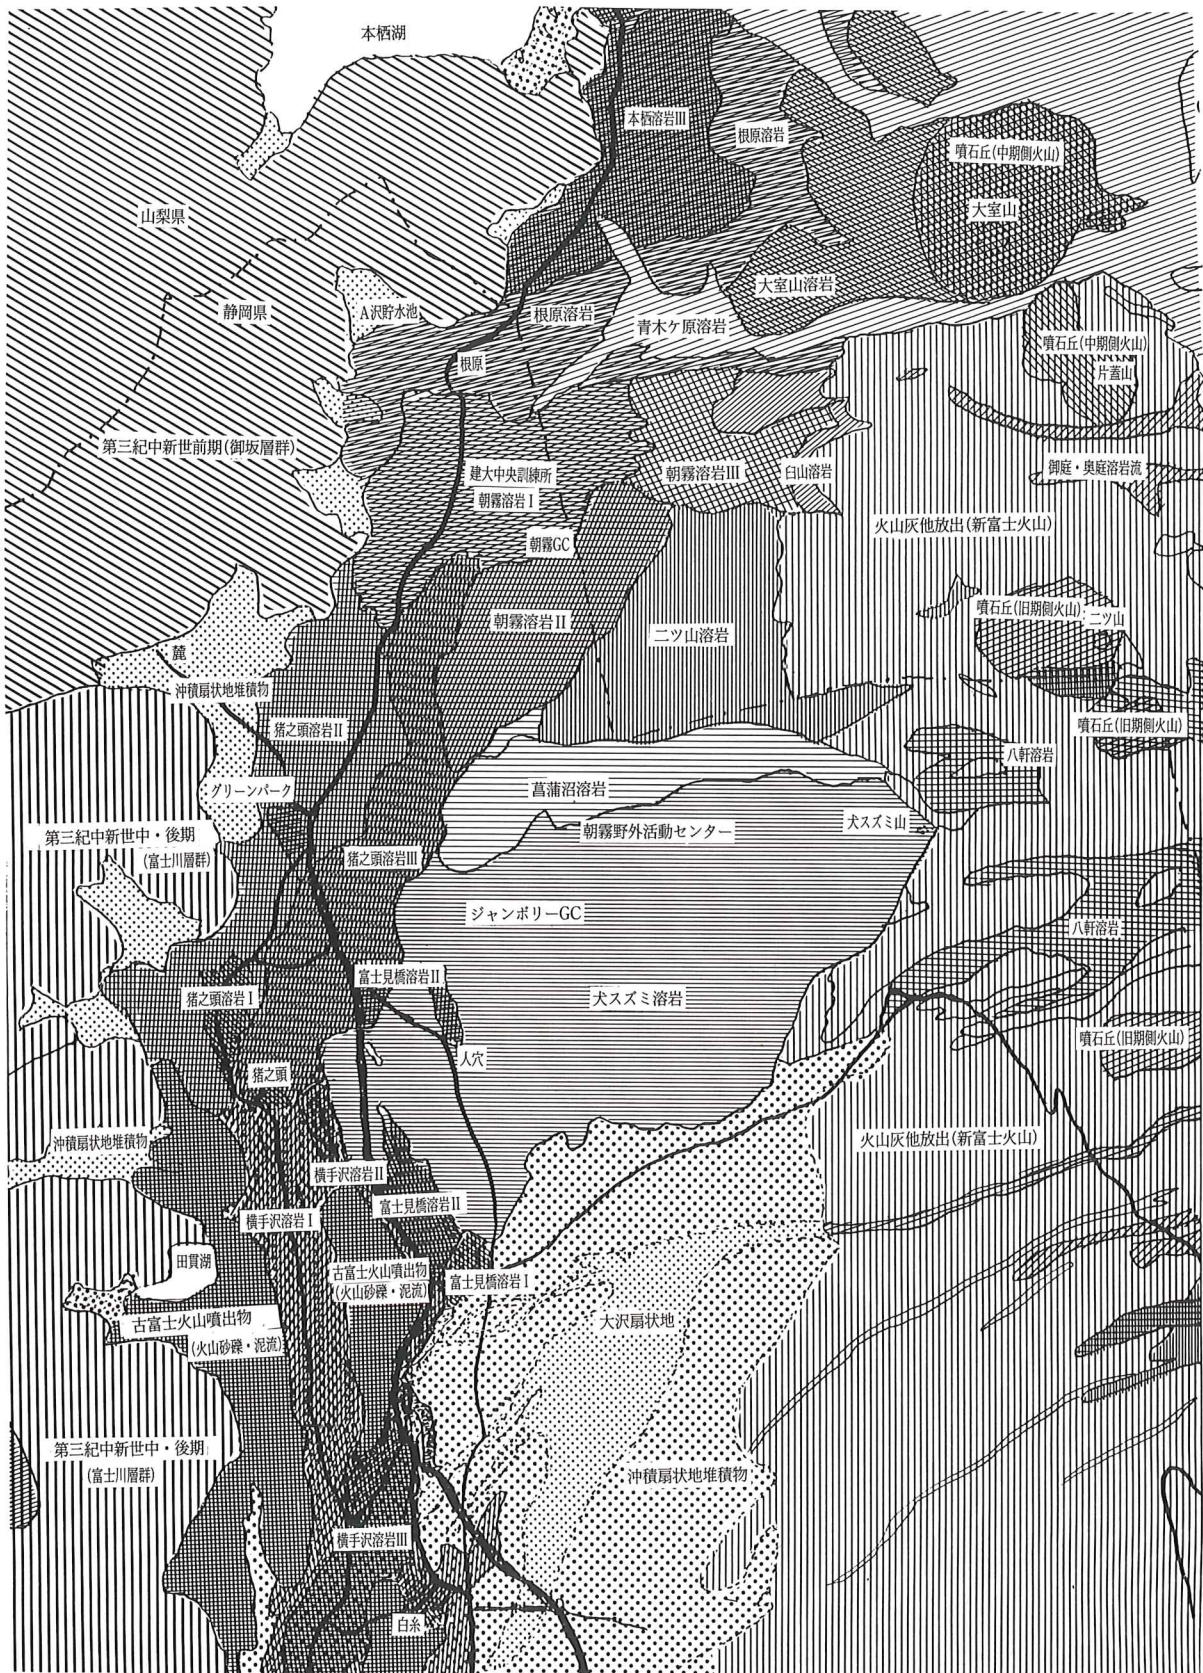 本栖湖
本栖溶岩III
根原溶岩
噴石丘(中期側火山)
大室山
山梨県
静岡県
A沢貯水池
大室山溶岩
根原溶岩
青木ケ原溶岩
根原
噴石丘(中期側火山)
片蓋山
第三紀中新世前期(御坂層群)
建大中央訓練所
朝霧溶岩I
朝霧溶岩III
臼山溶岩
御庭・奥庭溶岩流
火山灰他放出(新富士火山)
朝霧GC
朝霧溶岩II
二ツ山溶岩
噴石丘(旧期側火山)
二ツ山
麓
沖積扇状地堆積物
猪之頭溶岩II
噴石丘(旧期側火山)
八軒溶岩
グリーンパーク
菖蒲沼溶岩
犬スズミ山
朝霧野外活動センター
第三紀中新世中・後期
(富士川層群)
猪之頭溶岩III
ジャンボリーGC
八軒溶岩
富士見橋溶岩II
猪之頭溶岩I
犬スズミ溶岩
人穴
噴石丘(旧期側火山)
猪之頭
沖積扇状地堆積物
火山灰他放出(新富士火山)
横手沢溶岩II
富士見橋溶岩II
横手沢溶岩I
田貫湖
古富士火山噴出物
(火山砂礫・泥流)
富士見橋溶岩I
古富士火山噴出物
(火山砂礫・泥流)
大沢扇状地
第三紀中新世中・後期
(富士川層群)
沖積扇状地堆積物
横手沢溶岩III
白糸